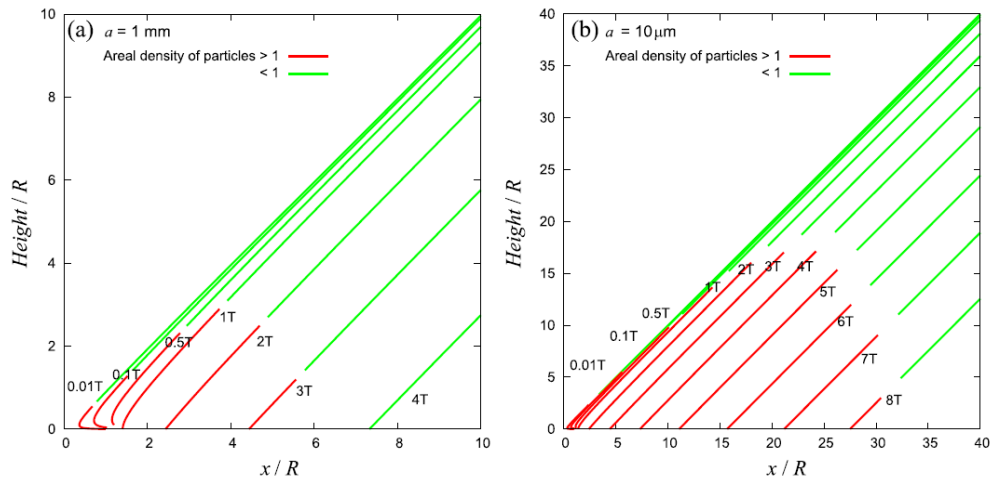 (a) a = 1 mm
Areal density of particles > 1
< 1
10
8
6
4
2
0
Height / R
0.01T
0.1T
0.5T
1T
2T
3T
4T
0
2
4
6
8
10
x / R
(b) a = 10 μm
Areal density of particles > 1
< 1
40
35
30
25
20
15
10
5
0
Height / R
0.01T
0.1T
0.5T
1T
2T
3T
4T
5T
6T
7T
8T
0
5
10
15
20
25
30
35
40
x / R